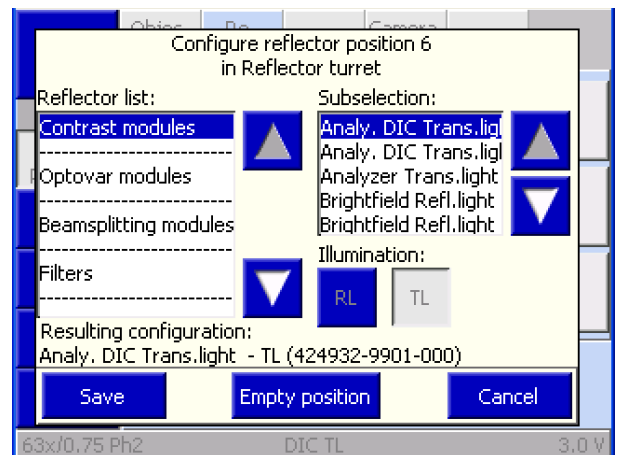 Configure reflector position 6
in Reflector turret
Reflector list:
Contrast modules
-------------------------
Optovar modules
-------------------------
Beamsplitting modules
-------------------------
Filters
-------------------------
Subselection:
Analy. DIC Trans.lig
Analy. DIC Trans.ligl
Analyzer Trans.light
Brightfield Refl.light
Brightfield Refl.light
Illumination:
RL
TL
Resulting configuration:
Analy. DIC Trans.light - TL (424932-9901-000)
Save
Empty position
Cancel
63x/0.75 Ph2
DIC TL
3.0 V